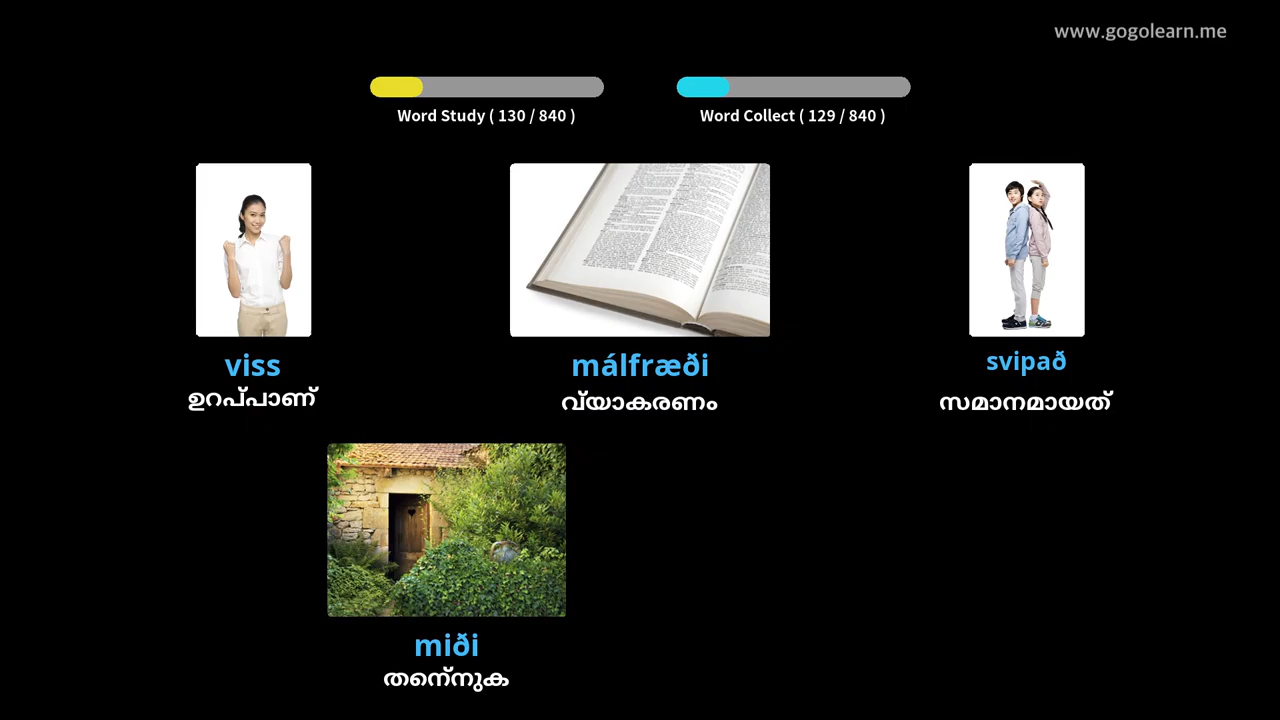 www.gogolearn.me
Word Study ( 130 / 840 )
Word Collect ( 129 / 840 )
viss
ഉറപ്പാണ്
málfræði
വ്യാകരണം
svipað
സമാനമായത്
miði